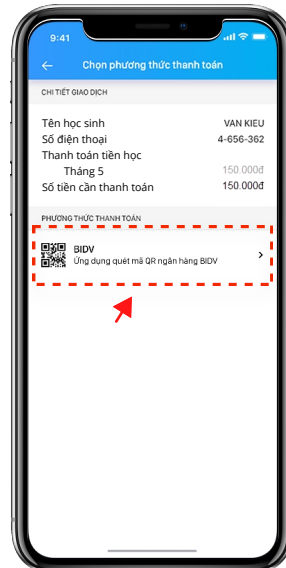 9:41
Chọn phương thức thanh toán
CHI TIẾT GIAO DỊCH
Tên học sinh VAN KIEU
Số điện thoại 4-656-362
Thanh toán tiền học
Tháng 5 150.000đ
Số tiền cần thanh toán 150.000đ
PHƯƠNG THỨC THANH TOÁN
BIDV
Ứng dụng quét mã QR ngân hàng BIDV